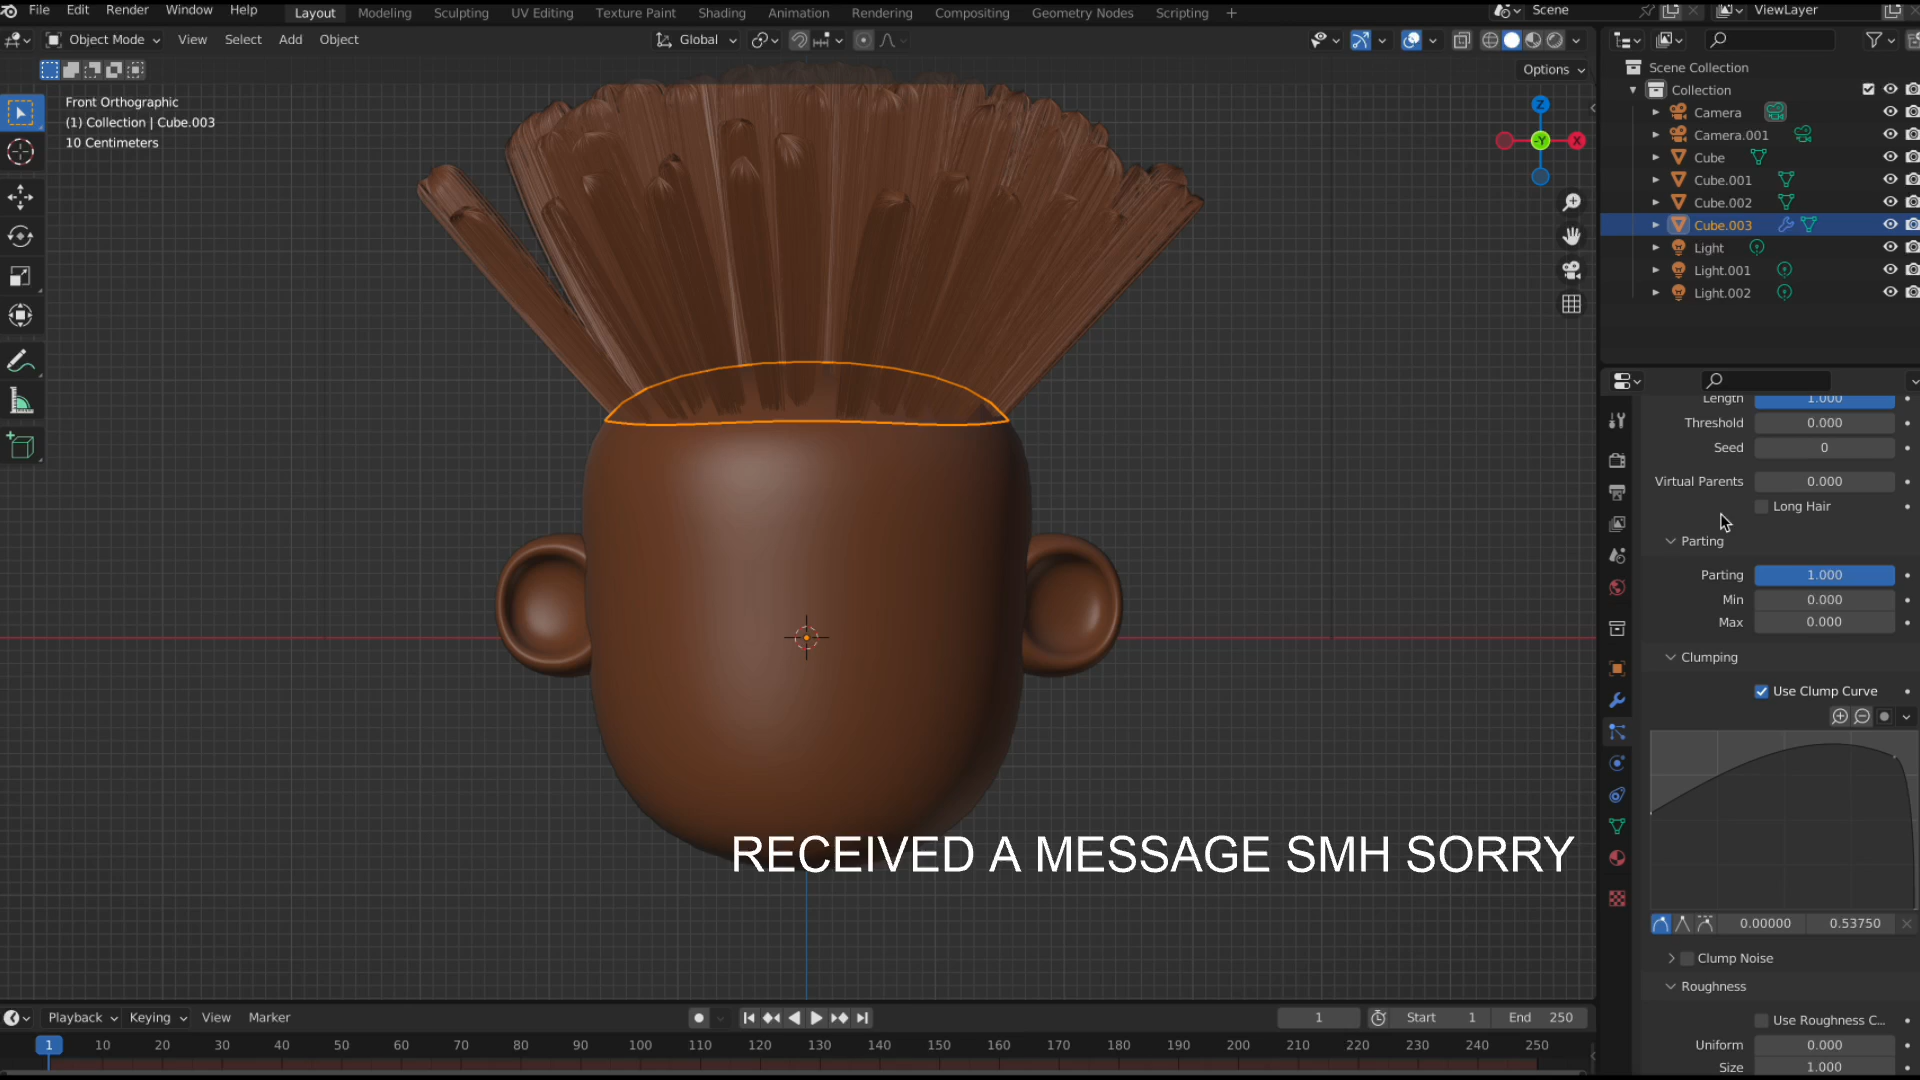 File Edit Render Window Help Layout Modeling Sculpting UV Editing Texture Paint Shading Animation Rendering Compositing Geometry Nodes Scripting + Scene ViewLayer
Object Mode View Select Add Object Global
Options
Front Orthographic
(1) Collection | Cube.003
10 Centimeters
Z
-Y
X
Scene Collection
Collection
Camera
Camera.001
Cube
Cube.001
Cube.002
Cube.003
Light
Light.001
Light.002
Length 1.000
Threshold 0.000
Seed 0
Virtual Parents 0.000
Long Hair
Parting
Parting 1.000
Min 0.000
Max 0.000
Clumping
Use Clump Curve
0.00000 0.53750
Clump Noise
Roughness
Use Roughness C...
Uniform 0.000
Size 1.000
RECEIVED A MESSAGE SMH SORRY
Playback Keying View Marker 1 Start 1 End 250
1 10 20 30 40 50 60 70 80 90 100 110 120 130 140 150 160 170 180 190 200 210 220 230 240 250